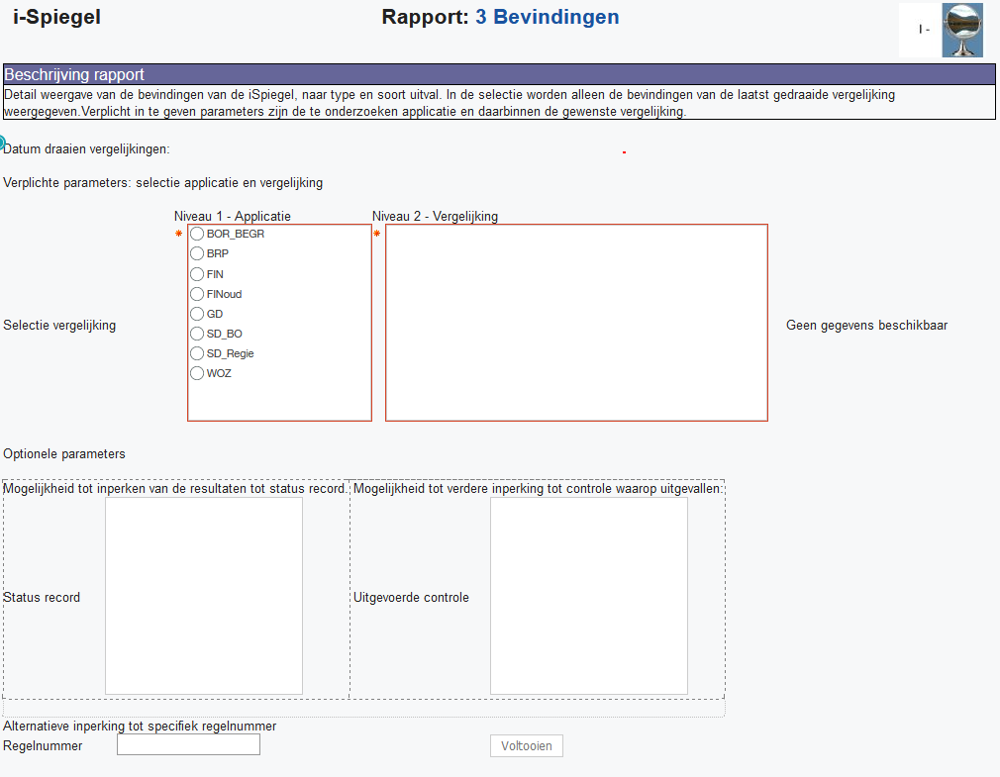 i-Spiegel
Rapport: 3 Bevindingen
I -
Beschrijving rapport
Detail weergave van de bevindingen van de iSpiegel, naar type en soort uitval. In de selectie worden alleen de bevindingen van de laatst gedraaide vergelijking
weergegeven.Verplicht in te geven parameters zijn de te onderzoeken applicatie en daarbinnen de gewenste vergelijking.
Datum draaien vergelijkingen:
-
Verplichte parameters: selectie applicatie en vergelijking
Niveau 1 - Applicatie
Niveau 2 - Vergelijking
* BOR_BEGR
*
BRP
FIN
FINoud
GD
SD_BO
SD_Regie
WOZ
Selectie vergelijking
Geen gegevens beschikbaar
Optionele parameters
Mogelijkheid tot inperken van de resultaten tot status record.
Mogelijkheid tot verdere inperking tot controle waarop uitgevallen:
Status record
Uitgevoerde controle
Alternatieve inperking tot specifiek regelnummer
Regelnummer
Voltooien